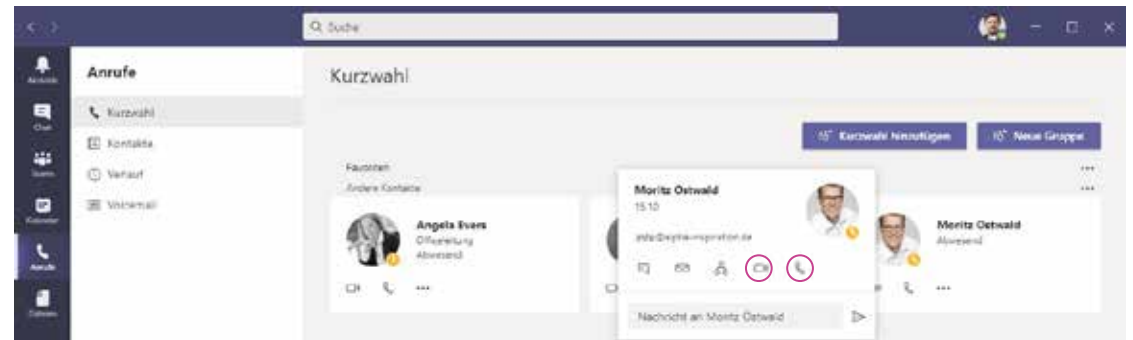 Suche
Anrufe
Kurzwahl
Kurzwahl
Kontakte
Verlauf
Voicemail
Chat
Teams
Kalender
Anrufe
Dateien
Kurzwahl hinzufügen
Neue Gruppe
Favoriten
Andere Kontakte
Angela Evers
Officeleitung
Abwesend
Moritz Ostwald
15:10
Nachricht an Moritz Ostwald
Moritz Ostwald
Abwesend